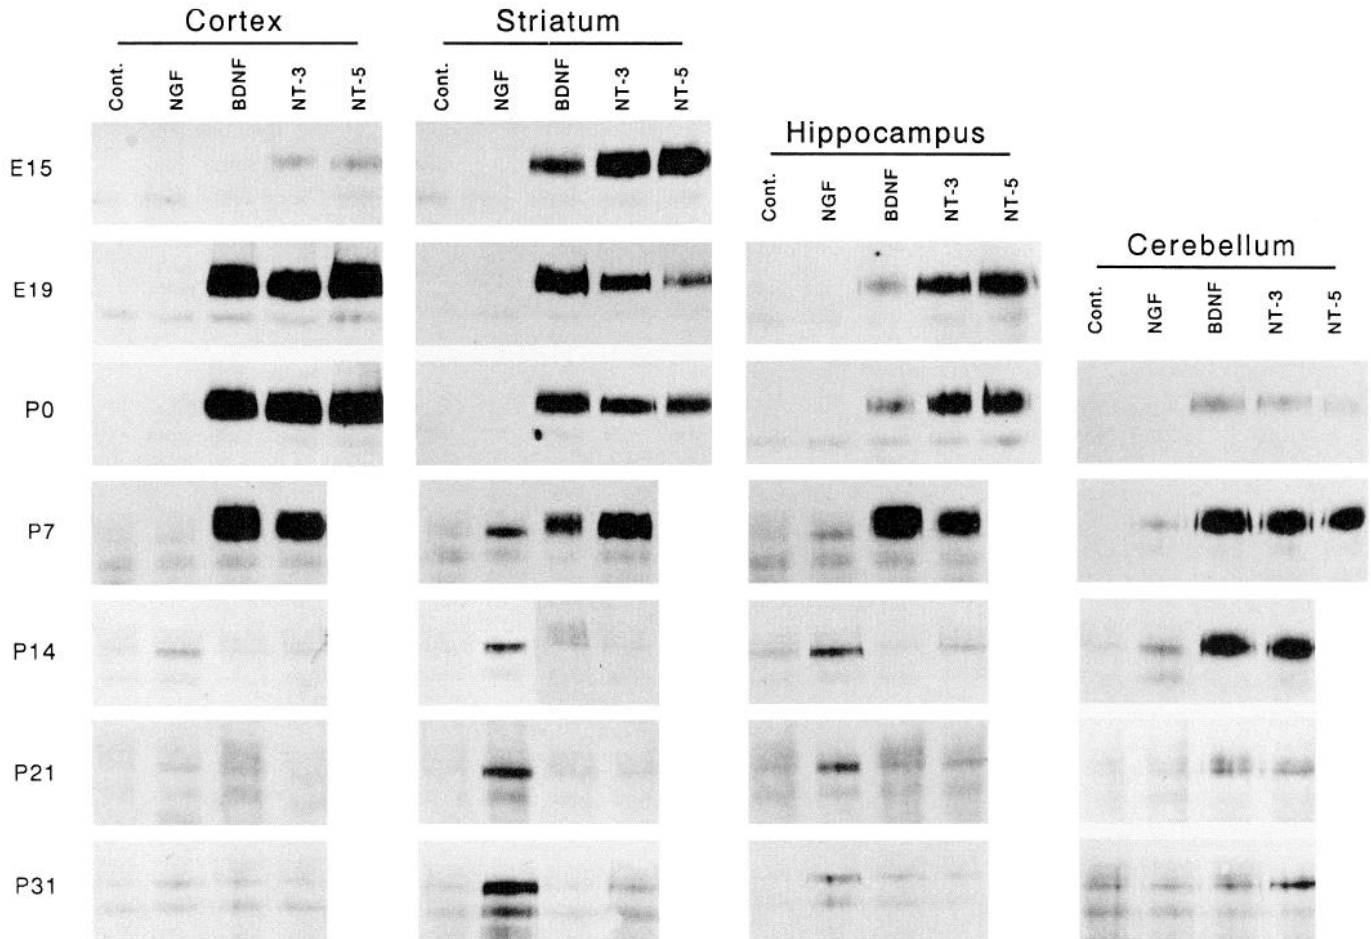 Cortex
Striatum
Cont. NGF BDNF NT-3 NT-5
Cont. NGF BDNF NT-3 NT-5
Hippocampus
Cont. NGF BDNF NT-3 NT-5
Cerebellum
Cont. NGF BDNF NT-3 NT-5
E15
E19
P0
P7
P14
P21
P31